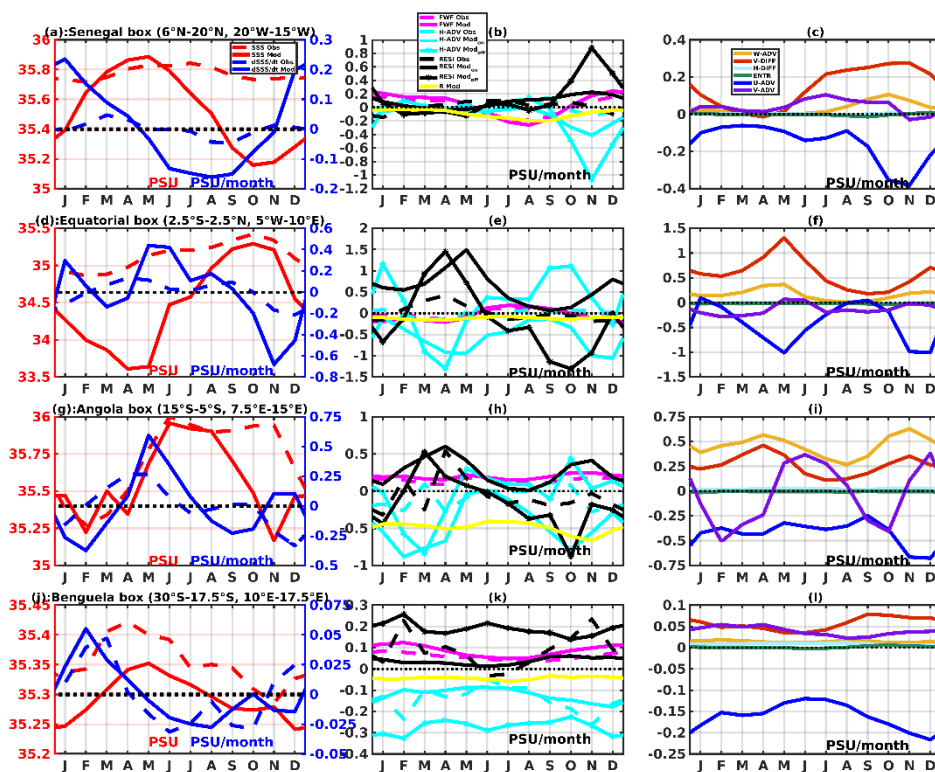 (a):Senegal box (6°N-20°N, 20°W-15°W)
36
35.8
35.6
35.4
35.2
35
0.3
0.2
0.1
0
-0.1
-0.2
SSS Obs
SSS Mod
dSSS/dt Obs
dSSS/dt Mod
PSU PSU/month
J F M A M J J A S O N D
(b)
1
0.8
0.6
0.4
0.2
0
-0.2
-0.4
-0.6
-0.8
-1
-1.2
FWF Obs
FWF Mod
H-ADV Obs
H-ADV Mod
H-ADV Mod
RESI Obs
RESI Mod
RESI Mod
R Mod
PSU/month
J F M A M J J A S O N D
(c)
0.4
0.2
0
-0.2
-0.4
W-ADV
V-DIFF
H-DIFF
ENTR
U-ADV
V-ADV
J F M A M J J A S O N D
(d):Equatorial box (2.5°S-2.5°N, 5°W-10°E)
35.5
35
34.5
34
33.5
0.6
0.4
0.2
0
-0.2
-0.4
-0.6
-0.8
PSU PSU/month
J F M A M J J A S O N D
(e)
2
1.5
1
0.5
0
-0.5
-1
-1.5
PSU/month
J F M A M J J A S O N D
(f)
1.5
1
0.5
0
-0.5
-1
-1.5
PSU/month
J F M A M J J A S O N D
(g):Angola box (15°S-5°S, 7.5°E-15°E)
36
35.75
35.5
35.25
35
0.75
0.5
0.25
0
-0.25
-0.5
PSU PSU/month
J F M A M J J A S O N D
(h)
1
0.5
0
-0.5
-1
PSU/month
J F M A M J J A S O N D
(i)
0.75
0.5
0.25
0
-0.25
-0.5
-0.75
PSU/month
J F M A M J J A S O N D
(j):Benguela box (30°S-17.5°S, 10°E-17.5°E)
35.45
35.4
35.35
35.3
35.25
35.2
0.075
0.05
0.025
0
-0.025
-0.05
PSU PSU/month
J F M A M J J A S O N D
(k)
0.3
0.2
0.1
0
-0.1
-0.2
-0.3
-0.4
PSU/month
J F M A M J J A S O N D
(l)
0.1
0.05
0
-0.05
-0.1
-0.15
-0.2
-0.25
PSU/month
J F M A M J J A S O N D